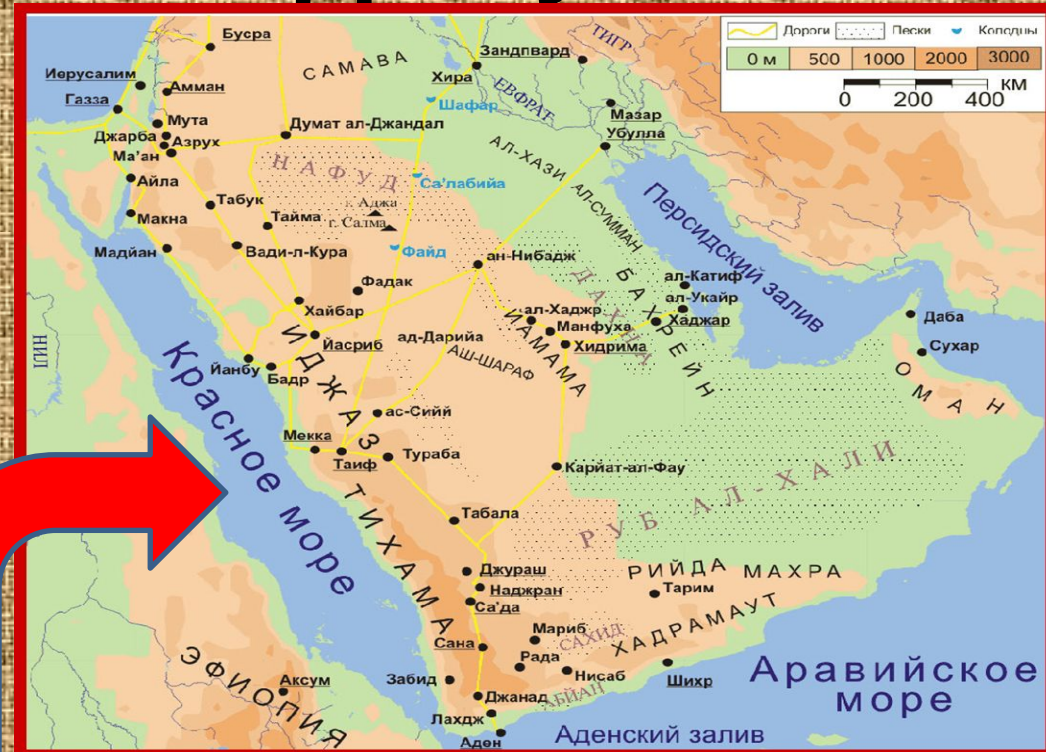 Дороги
Пески
Колодцы
0 м
500
1000
2000
3000
КМ
0
200
400
Бусра
САМАВА
Зандпвард
ТИГР
Иерусалим
Амман
Хира
ЕВФРАТ
Газза
Шафар
Мазар
Мута
Думат ал-Джандал
Убулла
Джарба
Азрух
Ма'ан
АЛ-ХАЗИ
АЛ-СУММАН
НАФУД
Са'лабийа
Айла
Табук
Тайма
г. Аджа
г. Салма
Макна
Персидский залив
Мадйан
Вади-л-Кура
Файд
ан-Нибадж
ДАХНА
БАХРЕЙН
ал-Катиф
Фадак
ал-Укайр
Хайбар
ал-Хаджр
Хаджар
Даба
НИЛ
ИДЖАЗ
Йасриб
ад-Дарийа
ЙАМАМА
Манфуха
Хидрима
Сухар
Йанбу
Бадр
АШ-ШАРАФ
ОМАН
Красное море
ас-Сийй
Мекка
Таиф
Тураба
Карйат-ал-Фау
РУБ АЛ-ХАЛИ
ТИХАМА
Табала
Джураш
РИЙДА
МАХРА
Наджран
Тарим
Са'да
Мариб
САХИД
ХАДРАМАУТ
Сана
Рада
ЭФИОПИЯ
Аксум
Забид
Нисаб
Шихр
Аравийское
море
Джанад
АБЙАН
Лахдж
Аден
Аденский залив